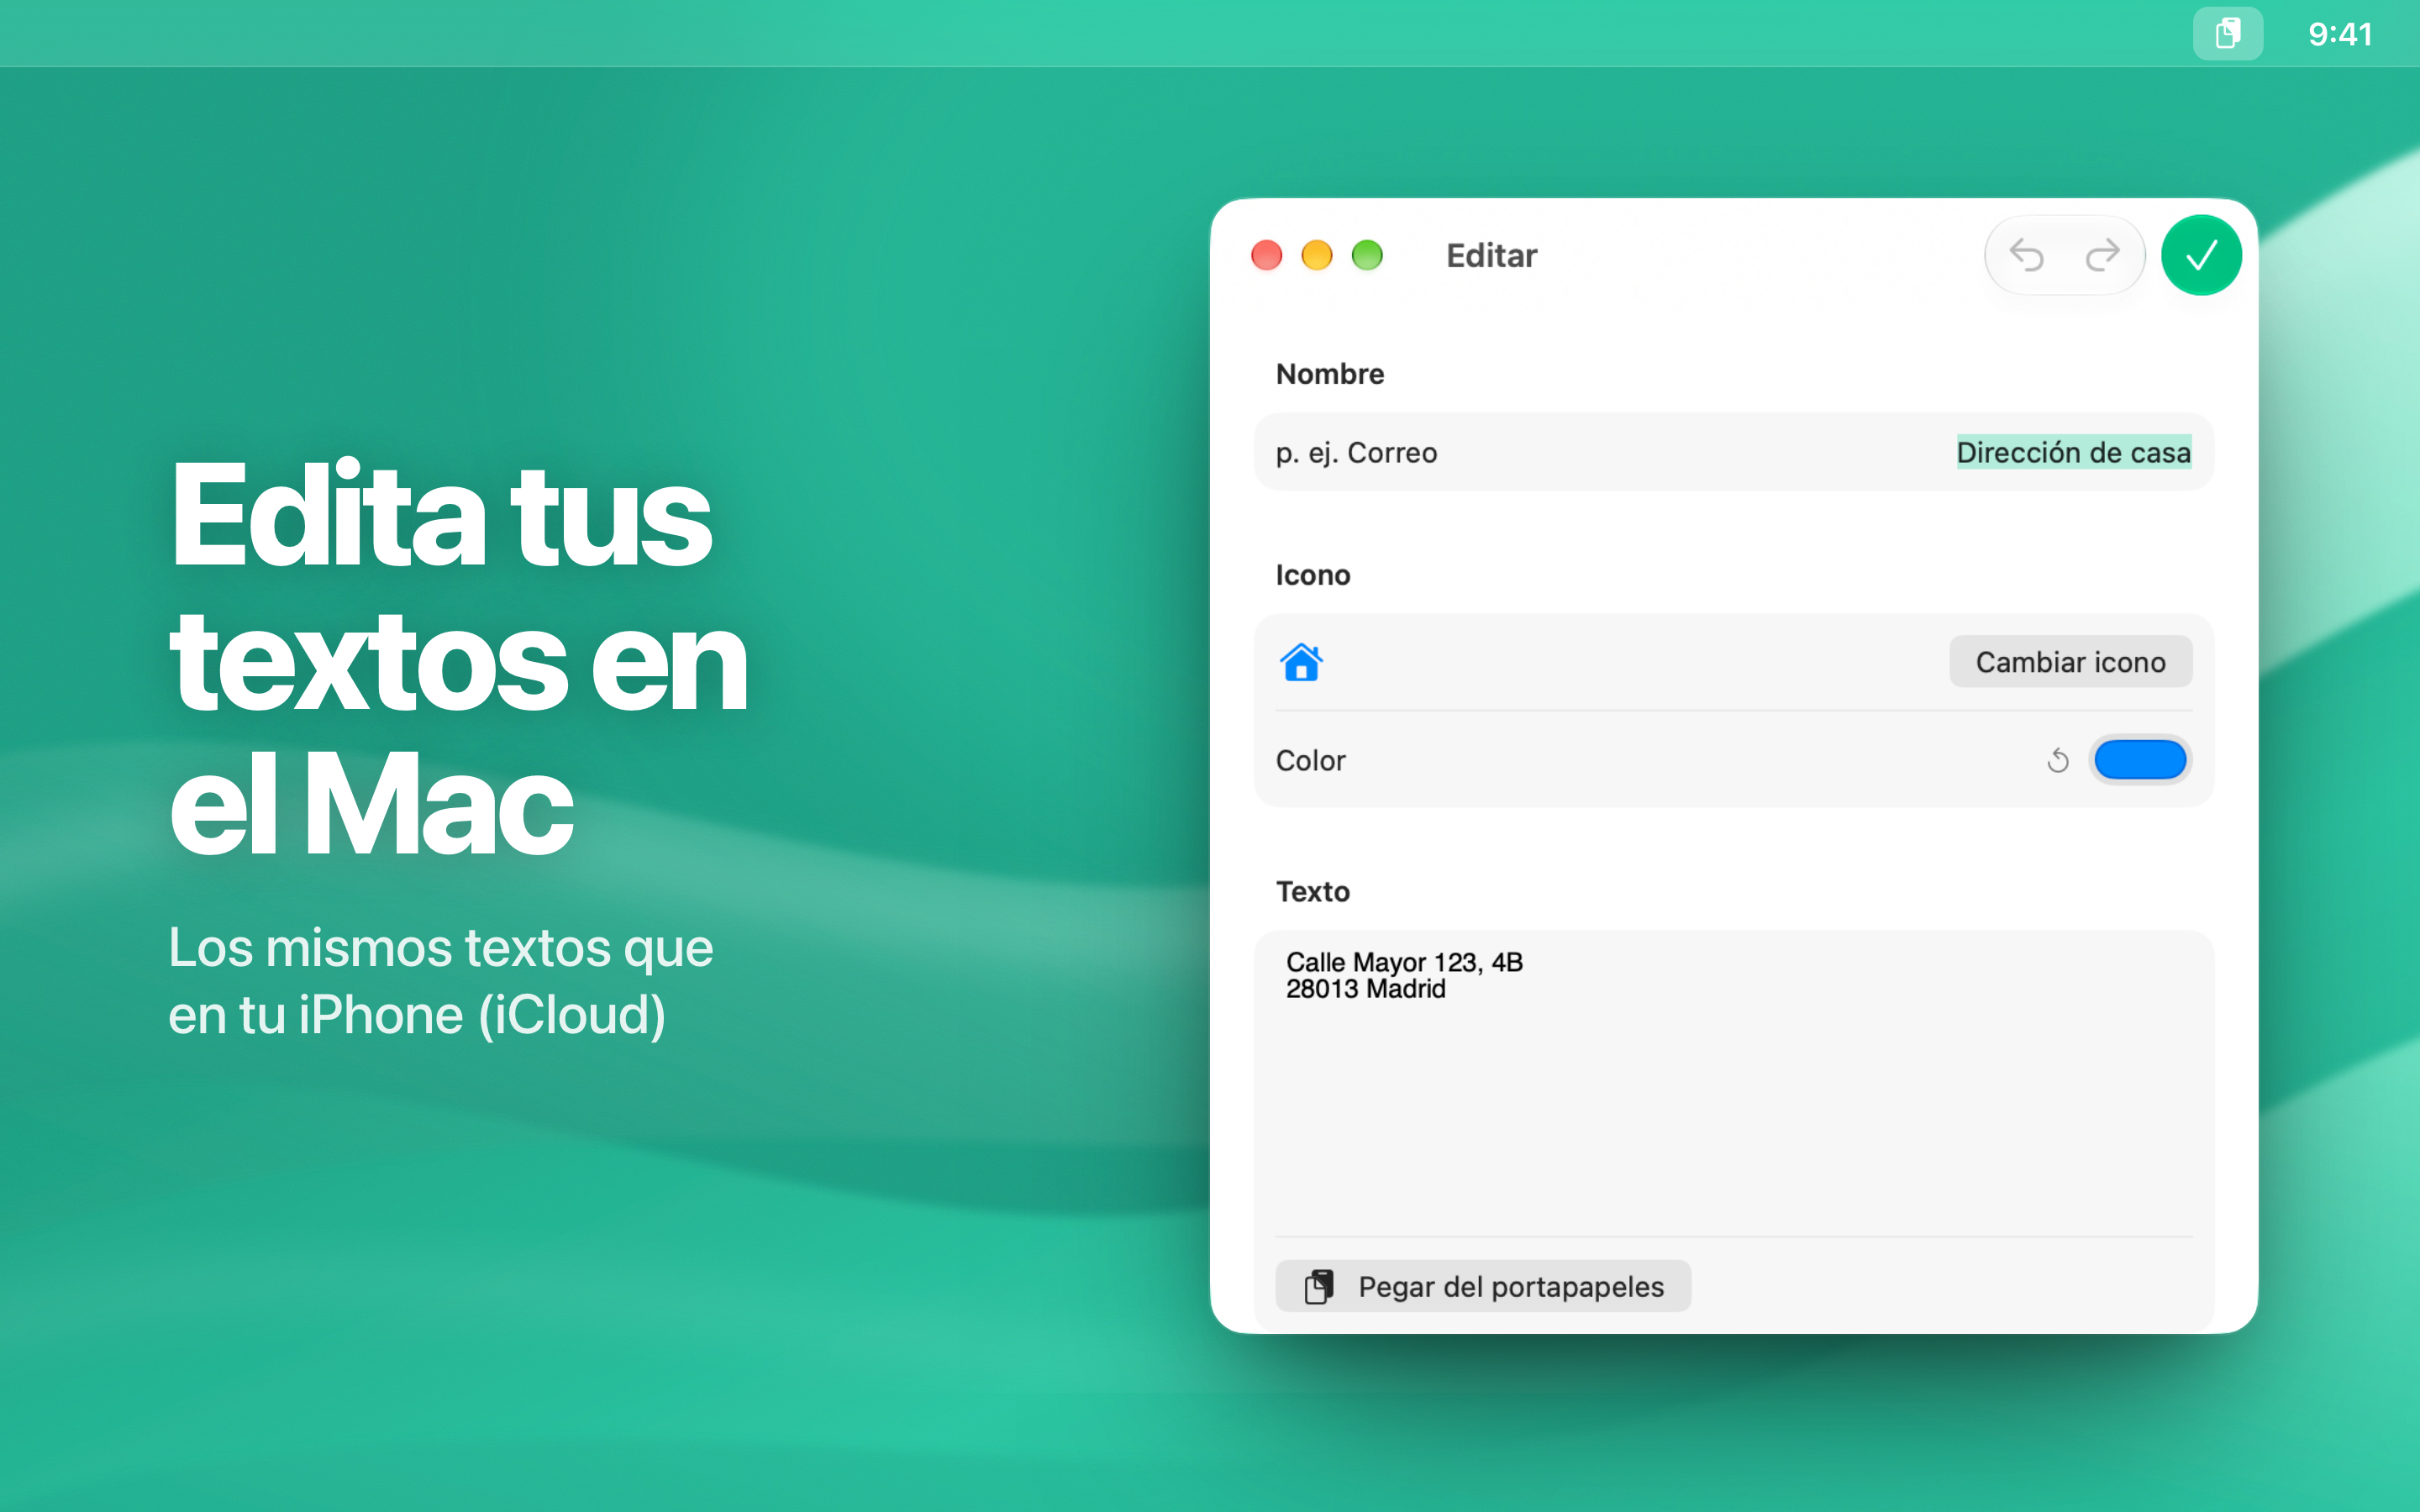 9:41
Edita tus
textos en
el Mac
Los mismos textos que
en tu iPhone (iCloud)
Editar
Nombre
p. ej. Correo
Dirección de casa
Icono
Cambiar icono
Color
Texto
Calle Mayor 123, 4B
28013 Madrid
Pegar del portapapeles